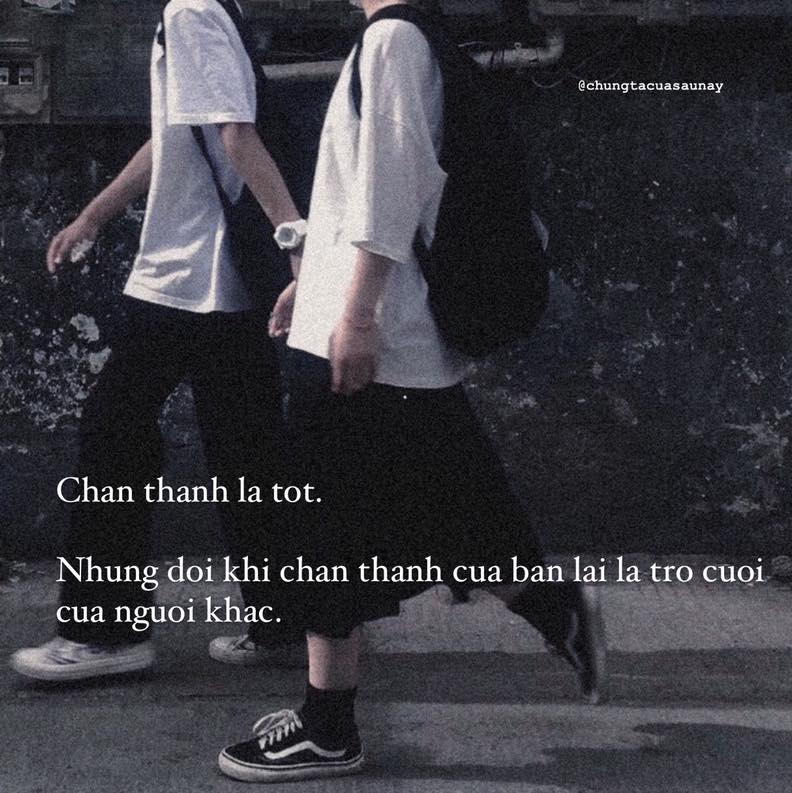 @chungtacuasaunay
Chan thanh la tot.
Nhung doi khi chan thanh cua ban lai la tro cuoi
cua nguoi khac.